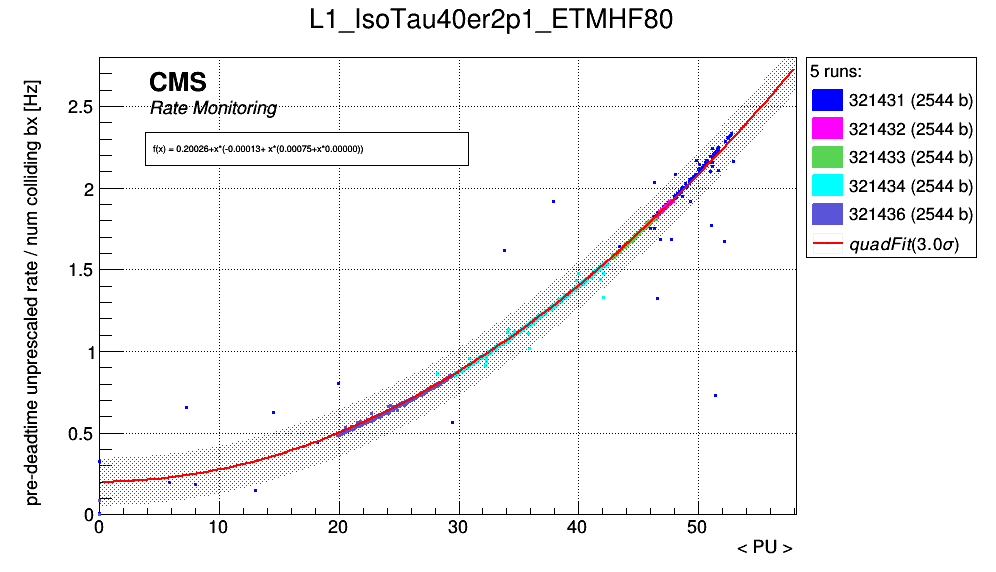 L1_IsoTau40er2p1_ETMHF80
pre-deadtime unprescaled rate / num colliding bx [Hz]
CMS
Rate Monitoring
f(x) = 0.20026+x*(-0.00013+ x*(0.00075+x*0.00000))
5 runs:
321431 (2544 b)
321432 (2544 b)
321433 (2544 b)
321434 (2544 b)
321436 (2544 b)
quadFit(3.0σ)
2.5
2
1.5
1
0.5
0
0 10 20 30 40 50
< PU >